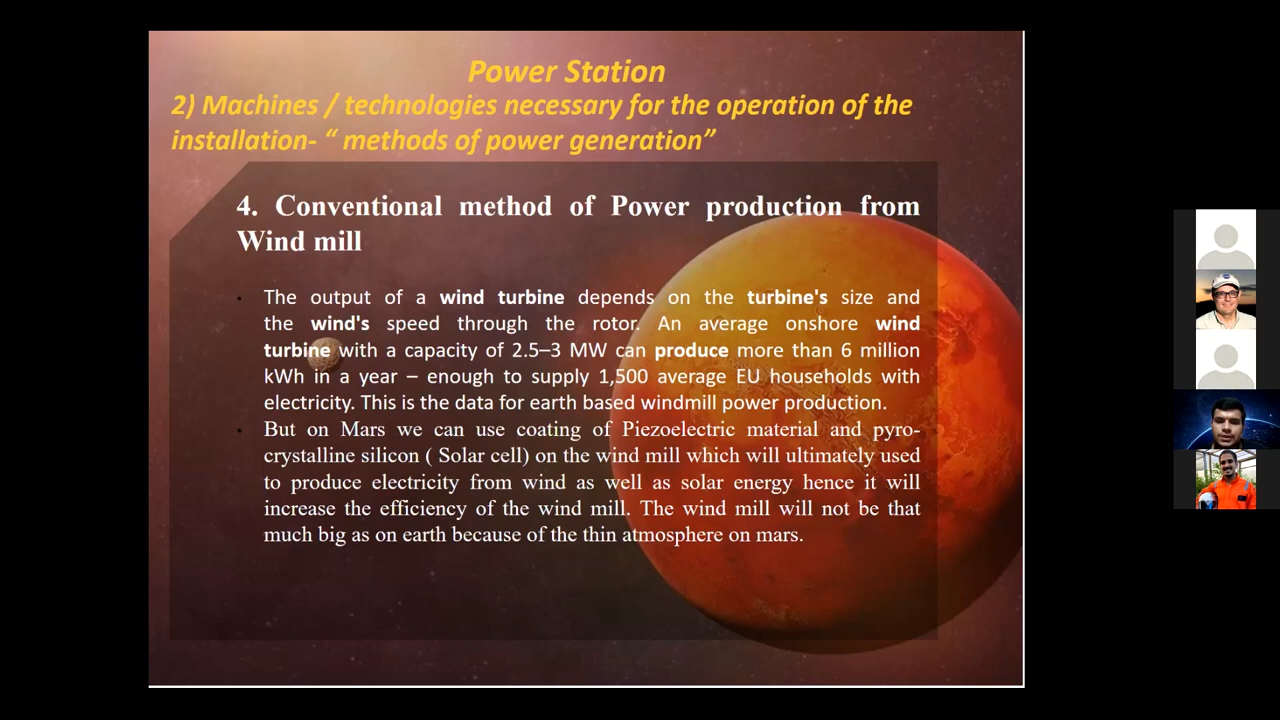 Power Station
2) Machines / technologies necessary for the operation of the
installation- “ methods of power generation”
4. Conventional method of Power production from
Wind mill
The output of a wind turbine depends on the turbine's size and
the wind's speed through the rotor. An average onshore wind
turbine with a capacity of 2.5–3 MW can produce more than 6 million
kWh in a year – enough to supply 1,500 average EU households with
electricity. This is the data for earth based windmill power production.
But on Mars we can use coating of Piezoelectric material and pyro-
crystalline silicon ( Solar cell) on the wind mill which will ultimately used
to produce electricity from wind as well as solar energy hence it will
increase the efficiency of the wind mill. The wind mill will not be that
much big as on earth because of the thin atmosphere on mars.